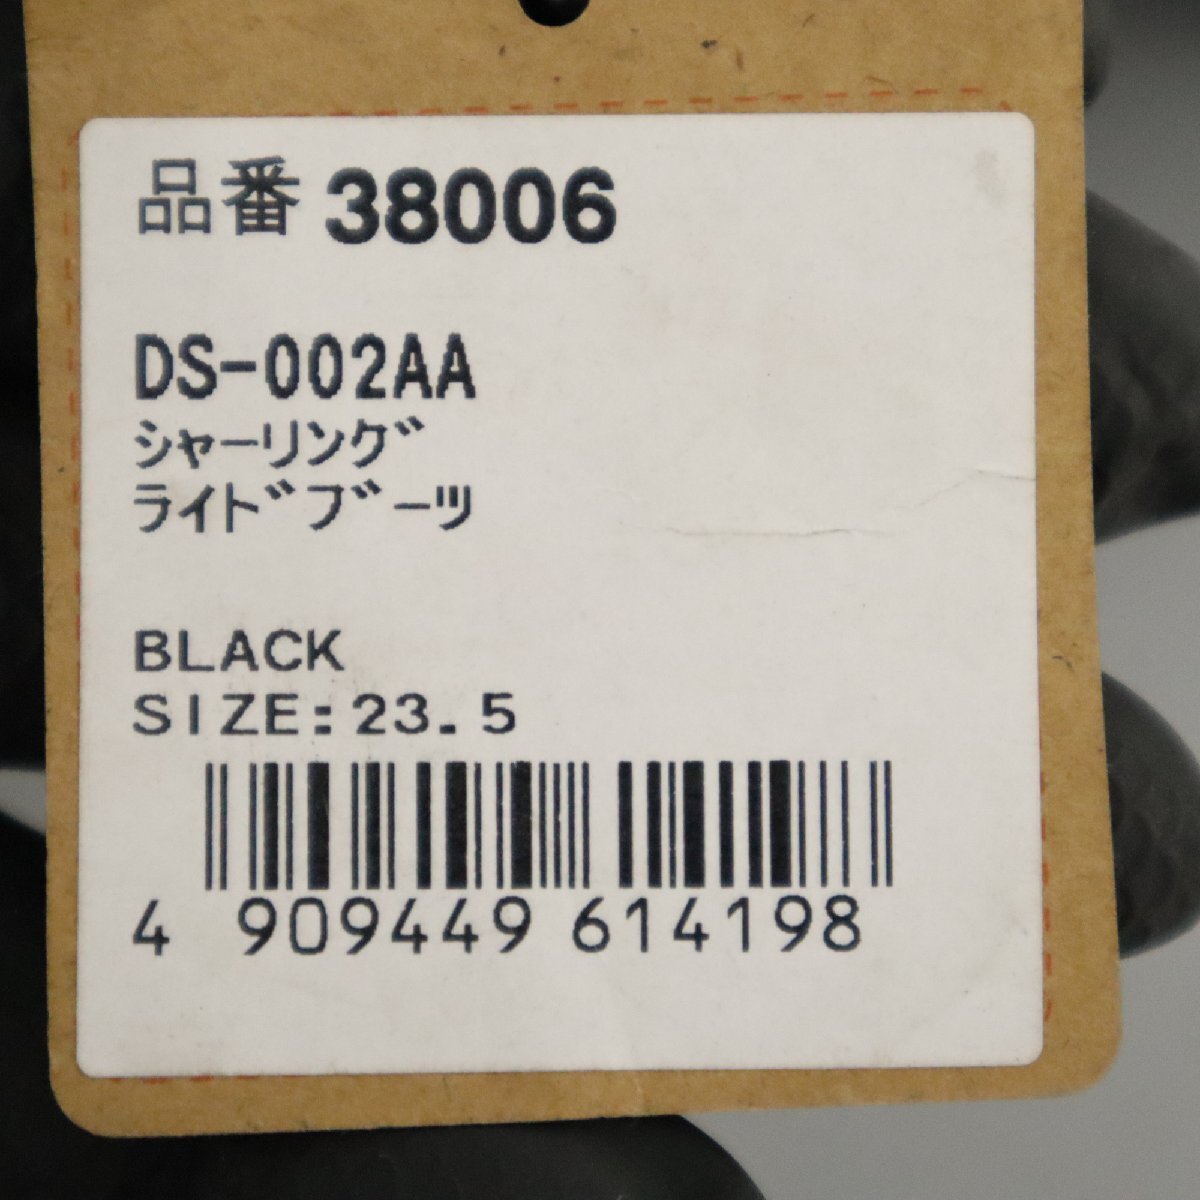 品番 38006
DS-002AA
シャーリング
ライドブーツ
BLACK
SIZE:23.5
4 909449 614198